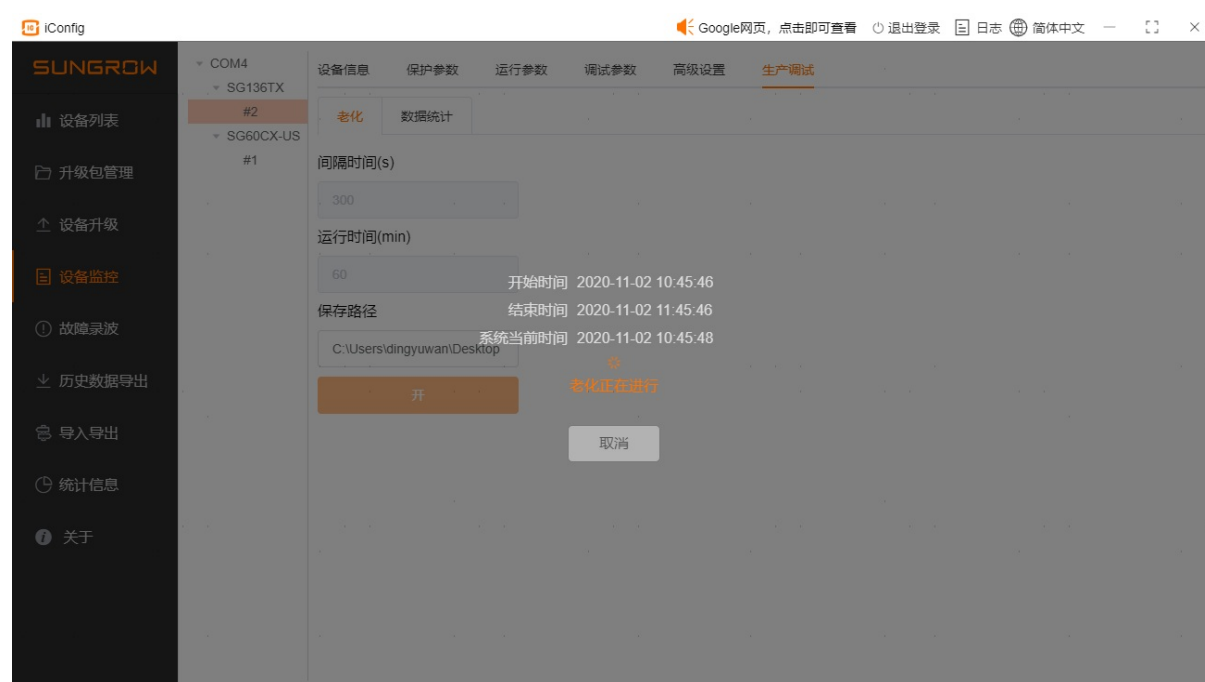 iConfig
Google网页，点击即可查看 退出登录 日志 简体中文
SUNGROW
设备列表
升级包管理
设备升级
设备监控
故障录波
历史数据导出
导入导出
统计信息
关于
COM4
SG136TX
#2
SG60CX-US
#1
设备信息 保护参数 运行参数 调试参数 高级设置 生产调试
老化 数据统计
间隔时间(s)
300
运行时间(min)
60
保存路径
C:\Users\dingyuwan\Desktop
开
开始时间 2020-11-02 10:45:46
结束时间 2020-11-02 11:45:46
系统当前时间 2020-11-02 10:45:48
老化正在进行
取消